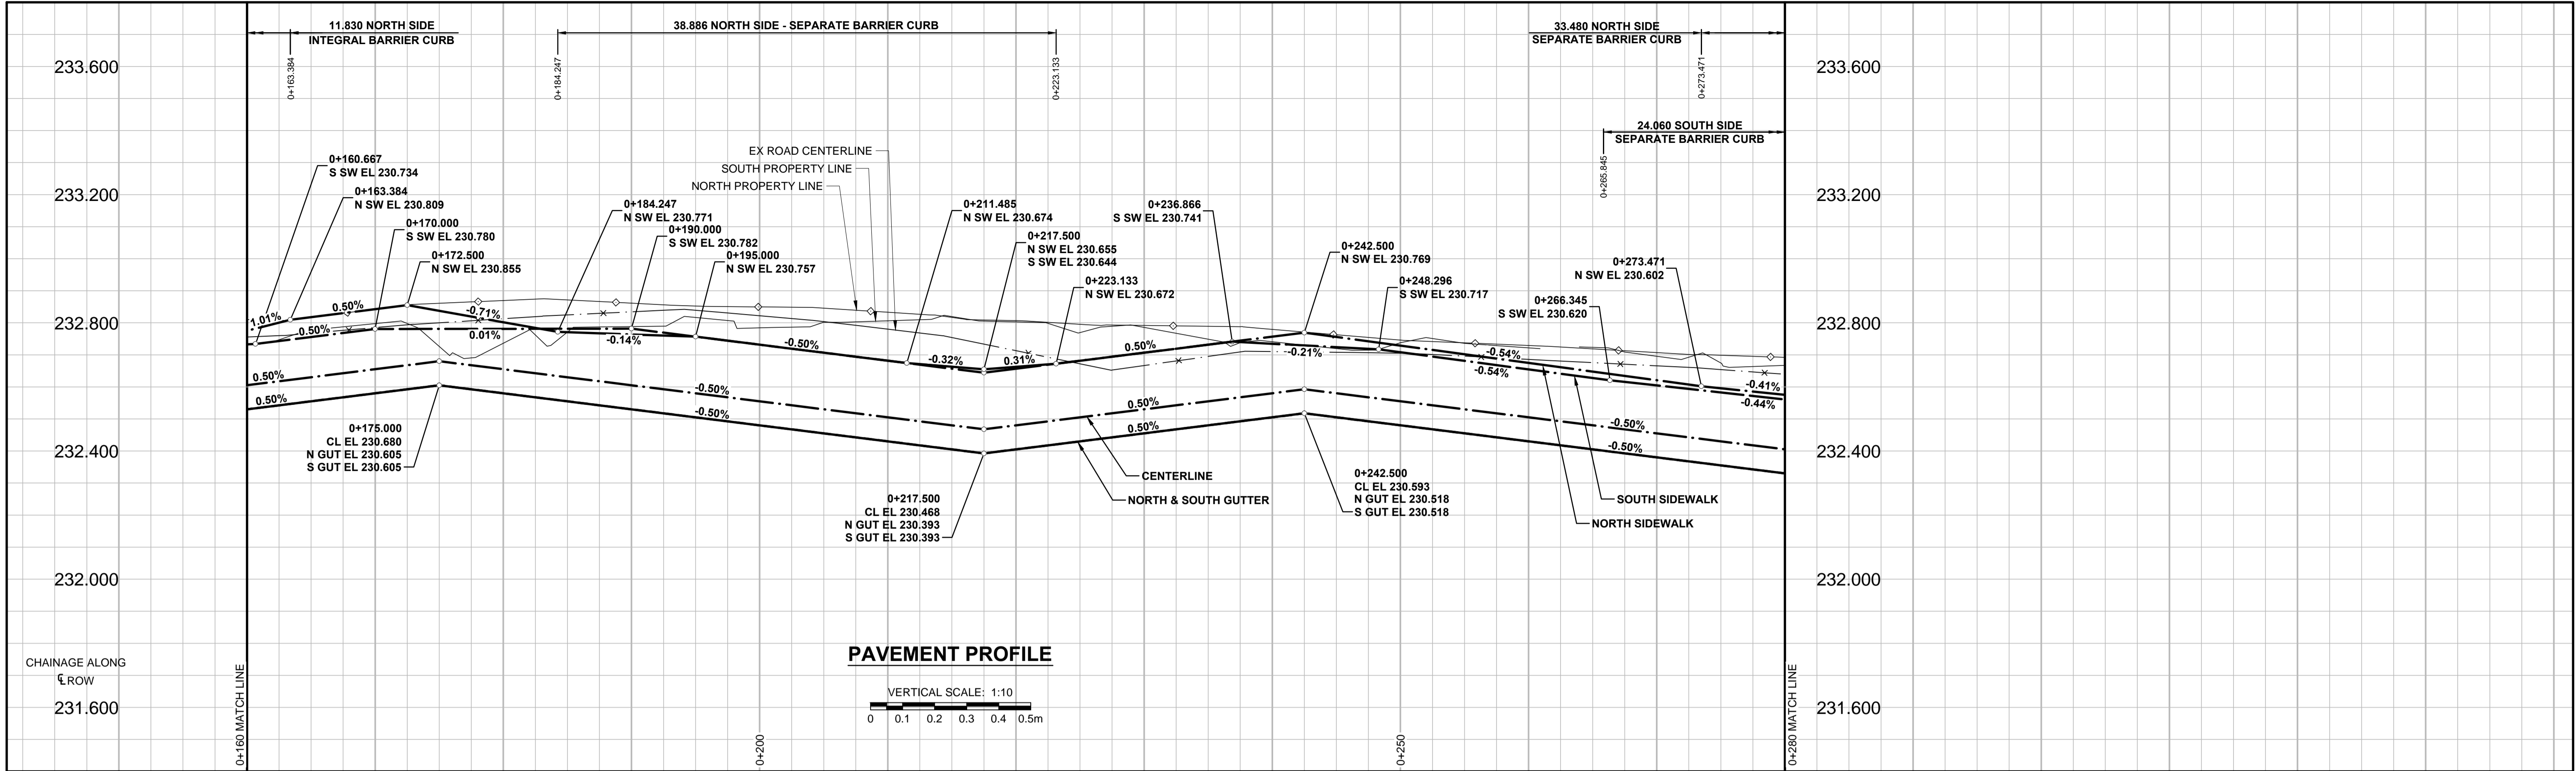 11.830 NORTH SIDE
INTEGRAL BARRIER CURB
38.886 NORTH SIDE - SEPARATE BARRIER CURB
33.480 NORTH SIDE
SEPARATE BARRIER CURB
0+163.384
0+184.247
0+223.133
0+273.471
233.600
233.600
24.060 SOUTH SIDE
SEPARATE BARRIER CURB
0+265.845
EX ROAD CENTERLINE
SOUTH PROPERTY LINE
NORTH PROPERTY LINE
233.200
233.200
0+160.667
S SW EL 230.734
0+163.384
N SW EL 230.809
0+170.000
S SW EL 230.780
0+172.500
N SW EL 230.855
0+184.247
N SW EL 230.771
0+190.000
S SW EL 230.782
0+195.000
N SW EL 230.757
0+211.485
N SW EL 230.674
0+217.500
N SW EL 230.655
S SW EL 230.644
0+223.133
N SW EL 230.672
0+236.866
S SW EL 230.741
0+242.500
N SW EL 230.769
0+248.296
S SW EL 230.717
0+266.345
S SW EL 230.620
0+273.471
N SW EL 230.602
232.800
232.800
1.01%
0.50%
0.50%
-0.71%
0.01%
-0.14%
-0.50%
-0.32%
0.31%
0.50%
-0.21%
-0.54%
-0.54%
-0.41%
-0.44%
0.50%
-0.50%
0.50%
-0.50%
0.50%
-0.50%
0.50%
-0.50%
232.400
232.400
0+175.000
CL EL 230.680
N GUT EL 230.605
S GUT EL 230.605
0+217.500
CL EL 230.468
N GUT EL 230.393
S GUT EL 230.393
CENTERLINE
NORTH & SOUTH GUTTER
0+242.500
CL EL 230.593
N GUT EL 230.518
S GUT EL 230.518
SOUTH SIDEWALK
NORTH SIDEWALK
232.000
232.000
CHAINAGE ALONG
℄ ROW
231.600
231.600
0+160 MATCH LINE
0+200
0+250
0+280 MATCH LINE
PAVEMENT PROFILE
VERTICAL SCALE: 1:10
0 0.1 0.2 0.3 0.4 0.5m